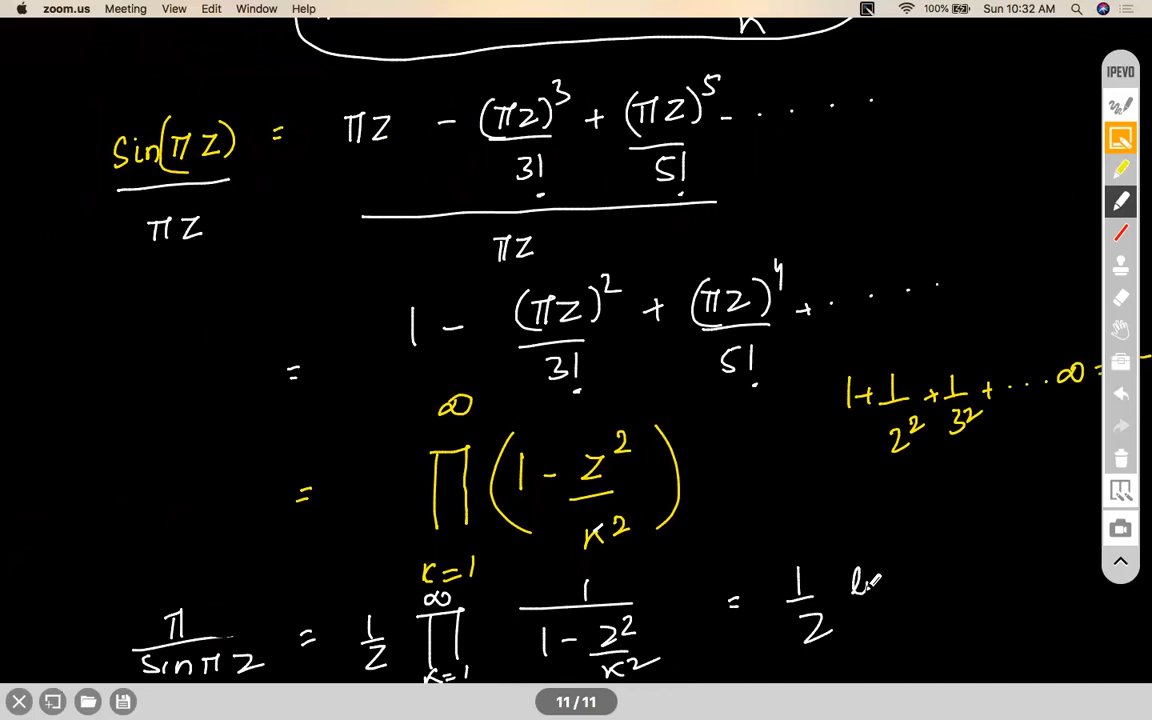 zoom.us Meeting View Edit Window Help 100% Sun 10:32 AM
IPEVO
n
sin(πz)/πz = (πz - (πz)^3/3! + (πz)^5/5! - . . . .)/πz
= 1 - (πz)^2/3! + (πz)^4/5! + . . . .
1 + 1/2^2 + 1/3^2 + . . . . ∞ =
= ∞ ∏ k=1 (1 - z^2/k^2)
π/sin πz = 1/z ∞ ∏ k=1 1/(1 - z^2/k^2) = 1/z
11/11